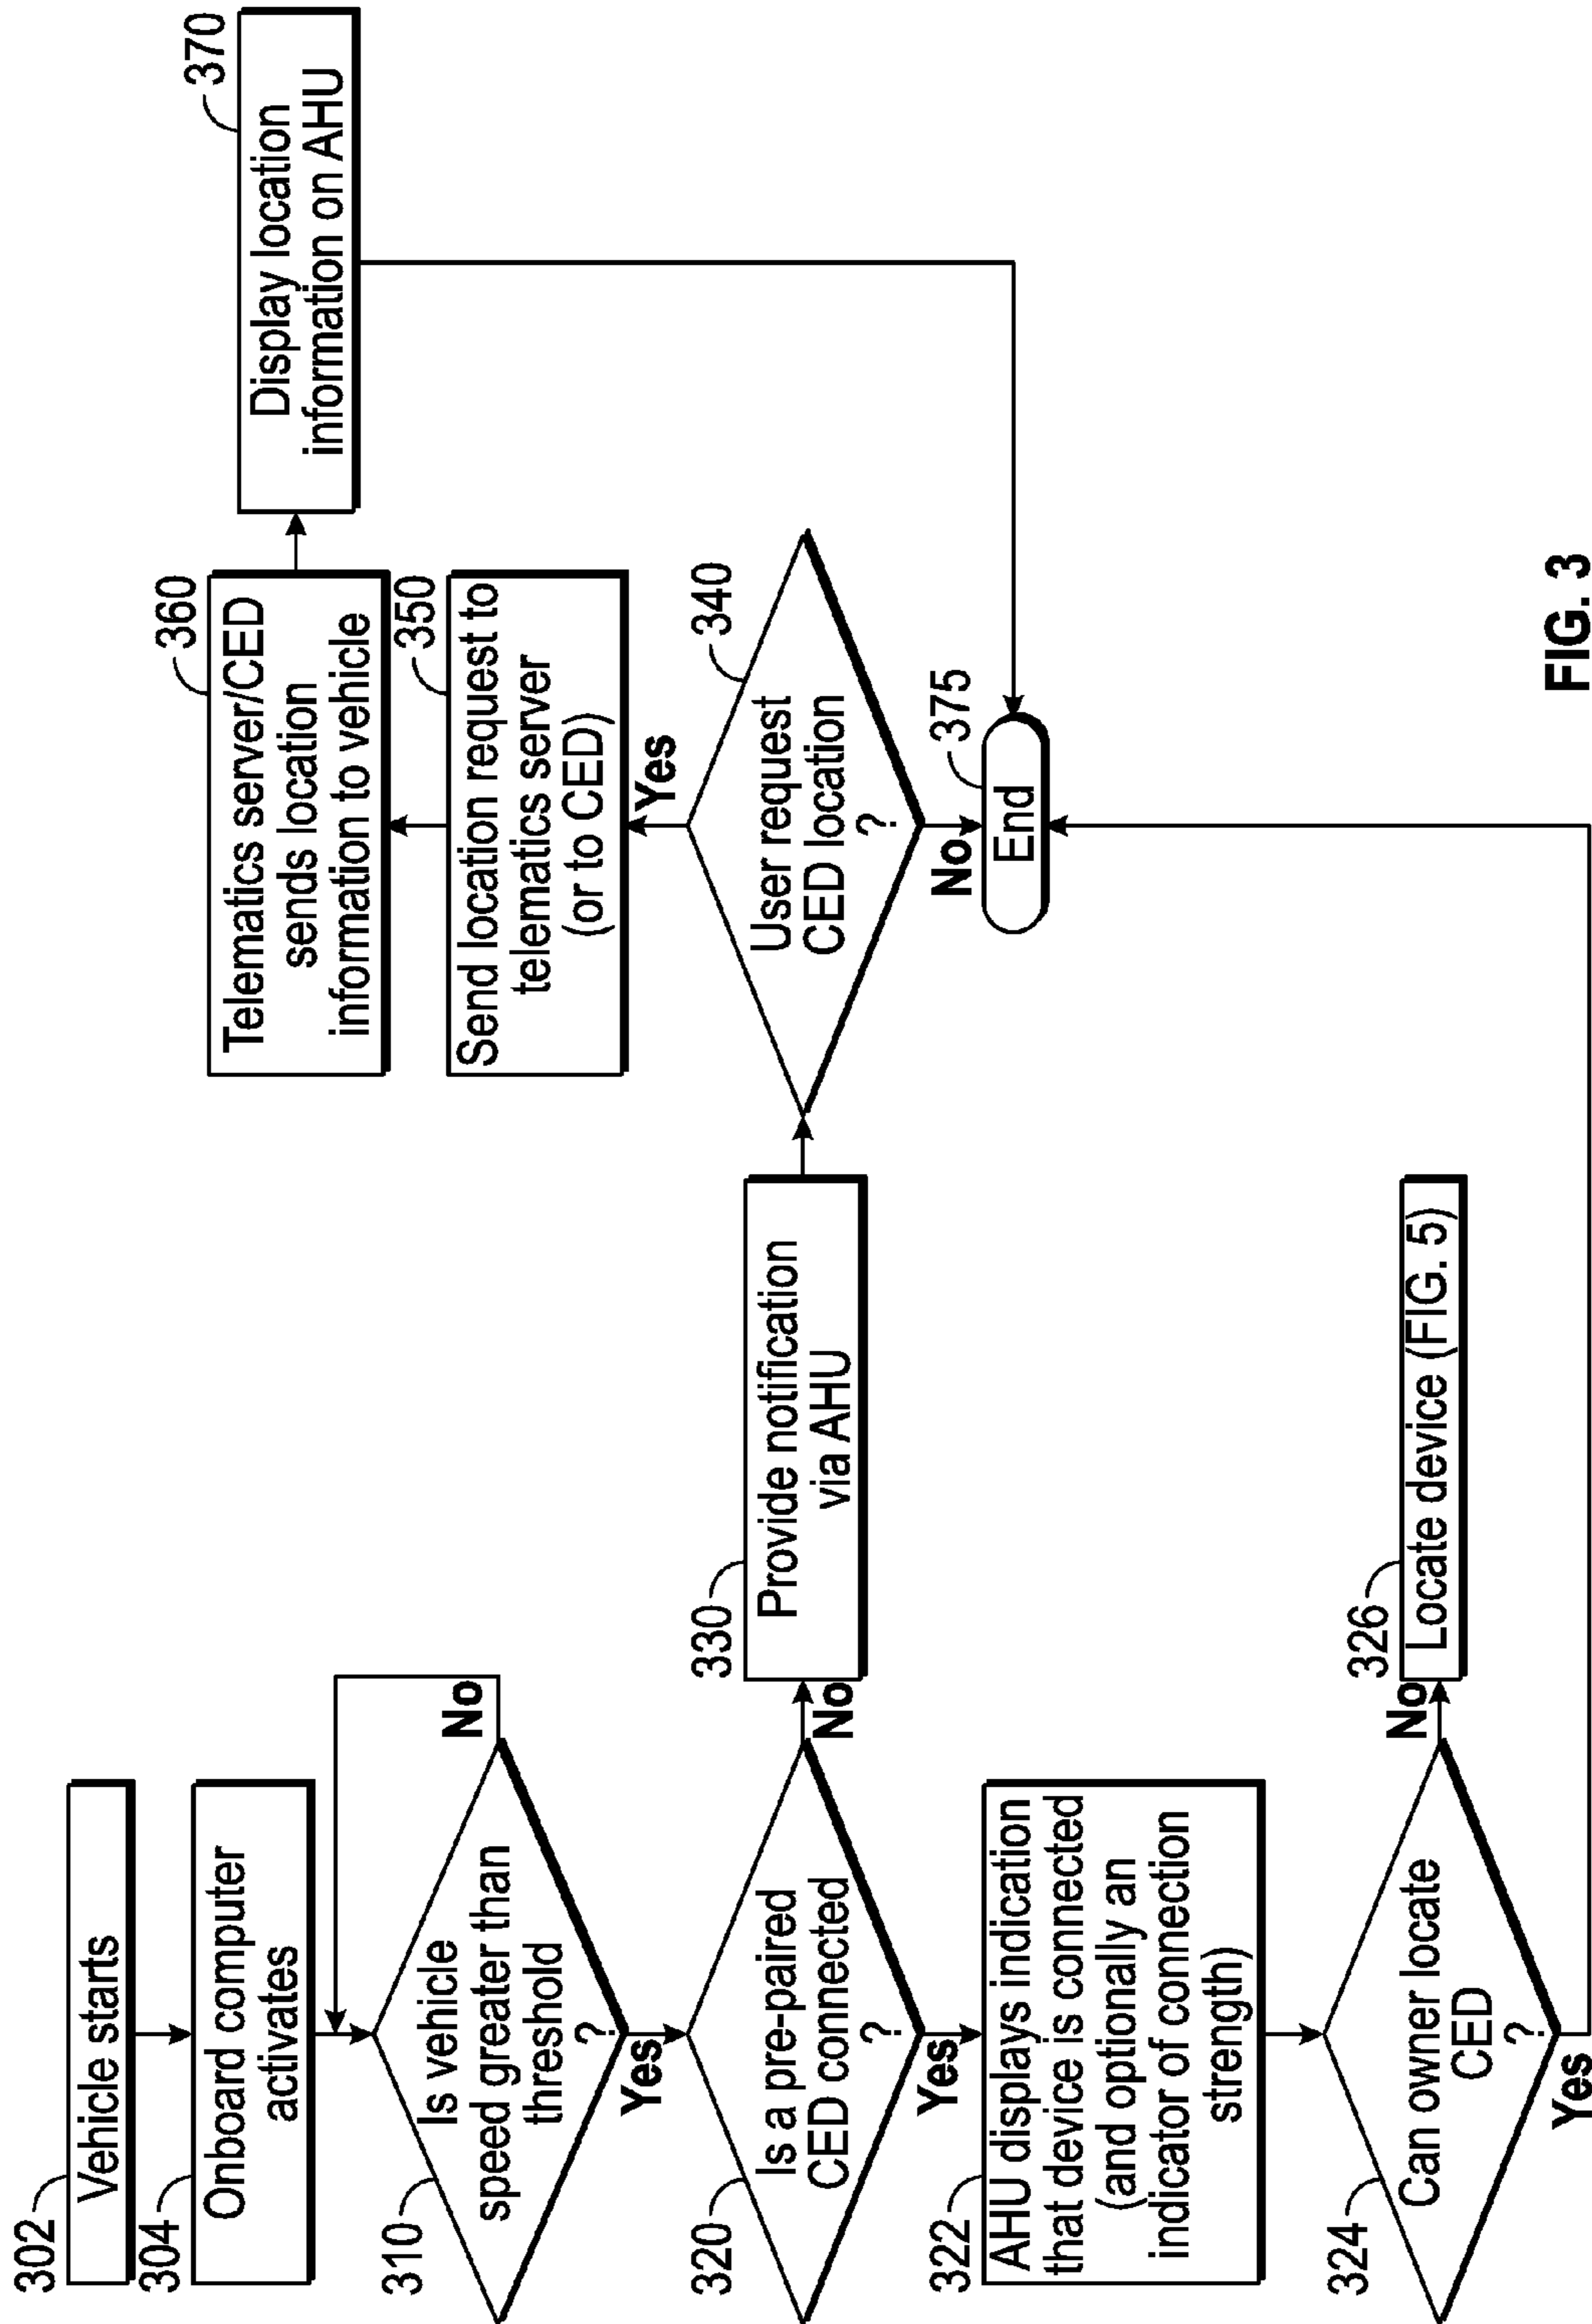 302
Vehicle starts
304
Onboard computer
activates
310
Is vehicle
speed greater than
threshold
?
No
Yes
320
Is a pre-paired
CED connected
?
No
Yes
322
AHU displays indication
that device is connected
(and optionally an
indicator of connection
strength)
324
Can owner locate
CED
?
No
Yes
326
Locate device (FIG. 5)
330
Provide notification
via AHU
340
User request
CED location
?
Yes
No
350
Send location request to
telematics server
(or to CED)
360
Telematics server/CED
sends location
information to vehicle
370
Display location
information on AHU
375
End
FIG. 3